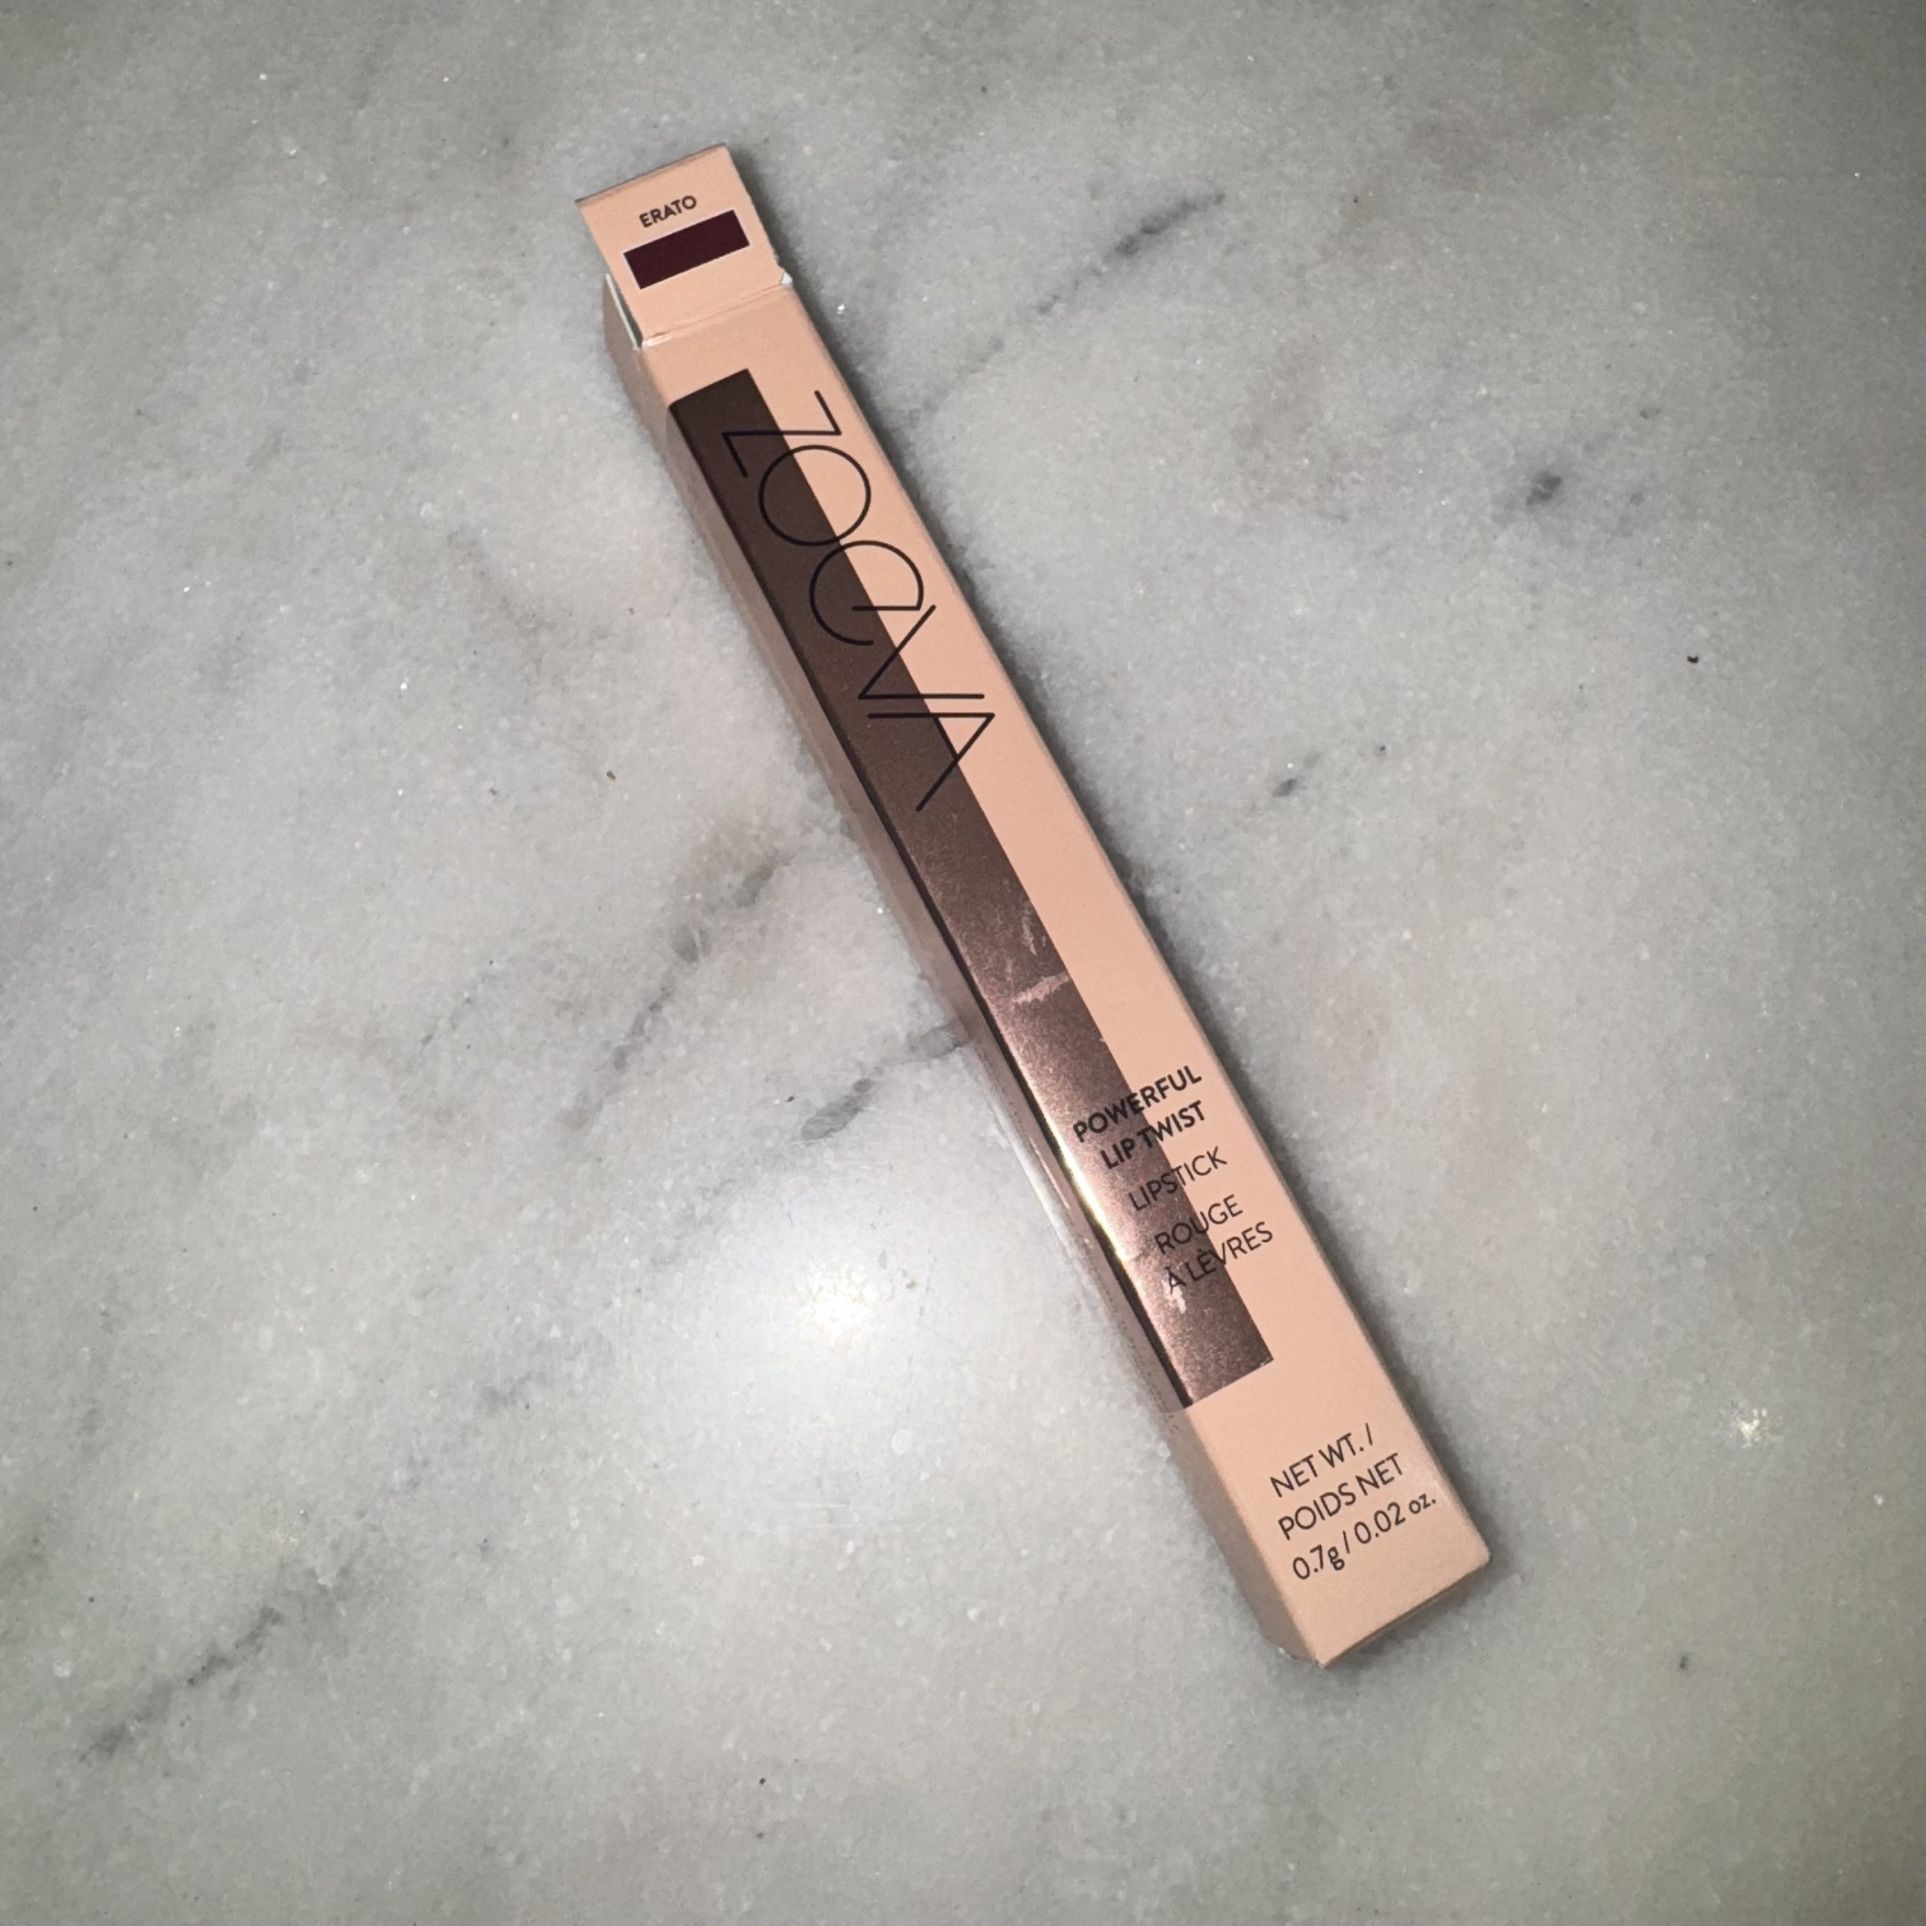 ERATO
ZOEVA
POWERFUL
LIP TWIST
LIPSTICK
ROUGE
À LÈVRES
NET WT. /
POIDS NET
0.7g / 0.02 oz.